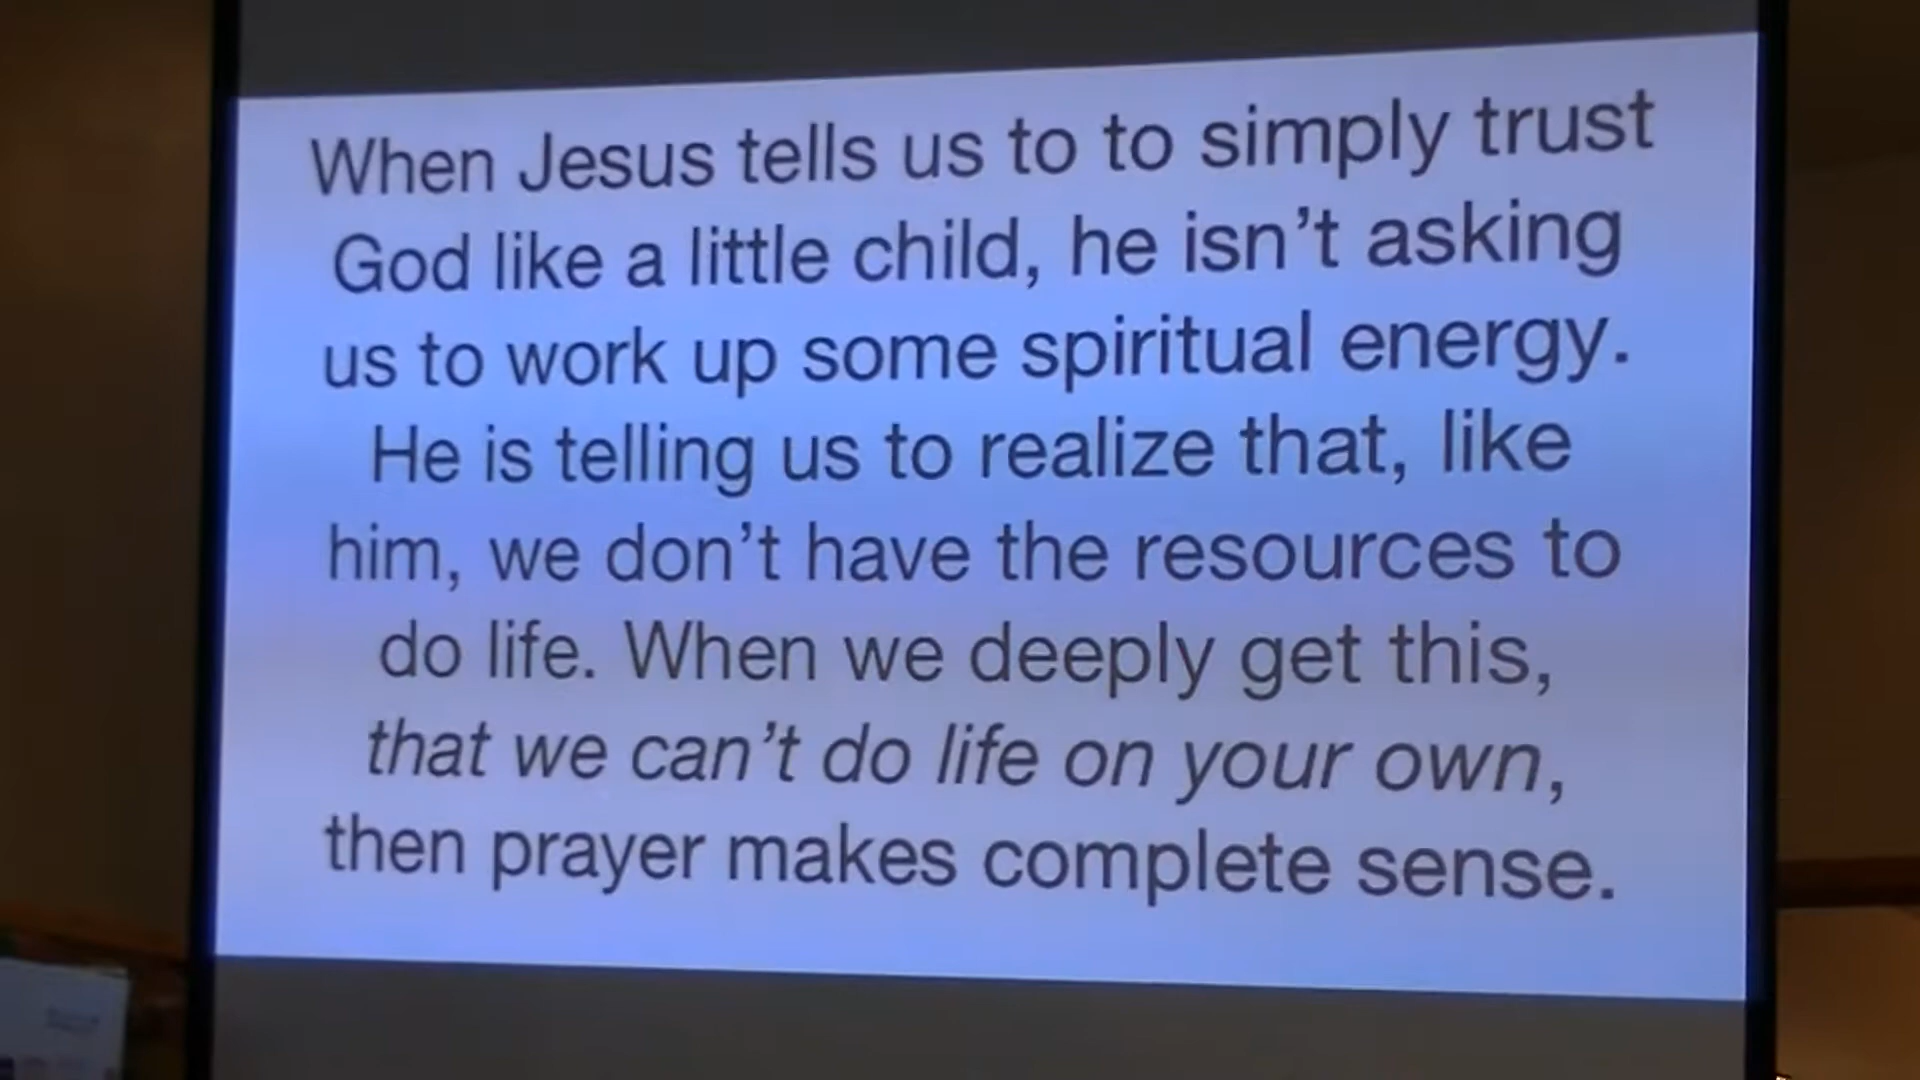 When Jesus tells us to to simply trust
God like a little child, he isn't asking
us to work up some spiritual energy.
He is telling us to realize that, like
him, we don't have the resources to
do life. When we deeply get this,
that we can't do life on your own,
then prayer makes complete sense.